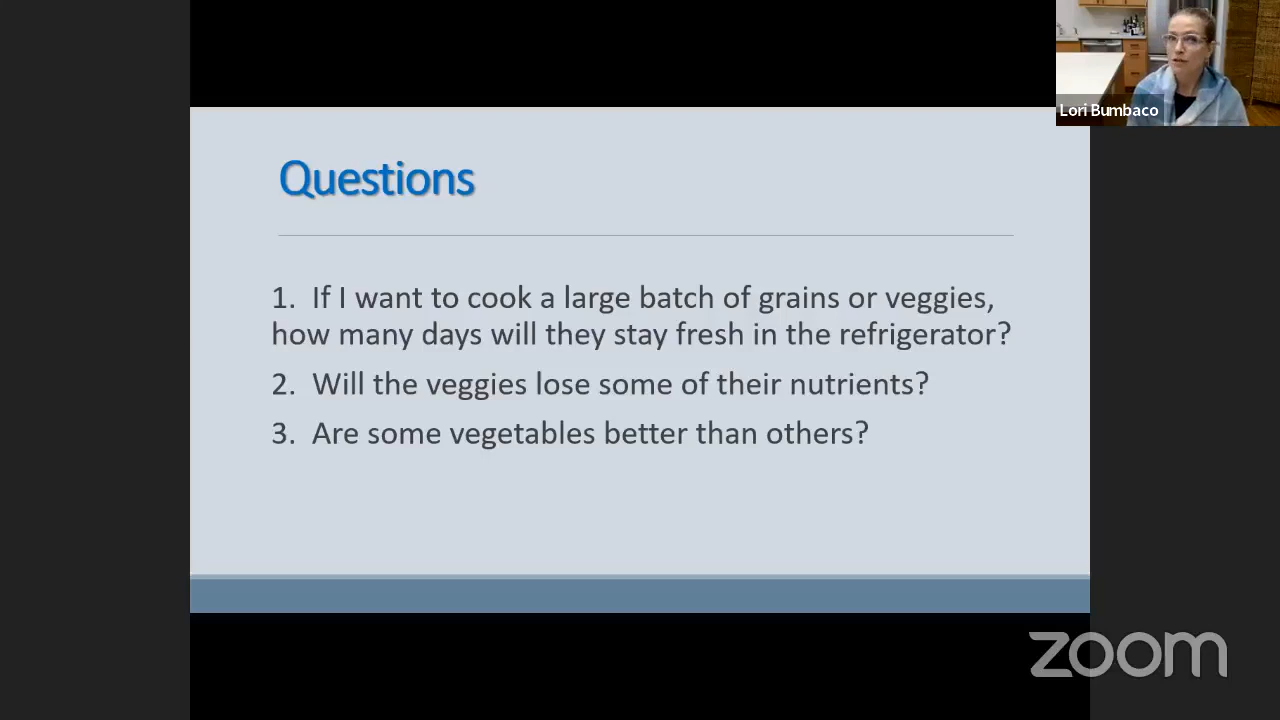 Lori Bumbaco
Questions
1. If I want to cook a large batch of grains or veggies,
how many days will they stay fresh in the refrigerator?
2. Will the veggies lose some of their nutrients?
3. Are some vegetables better than others?
zoom